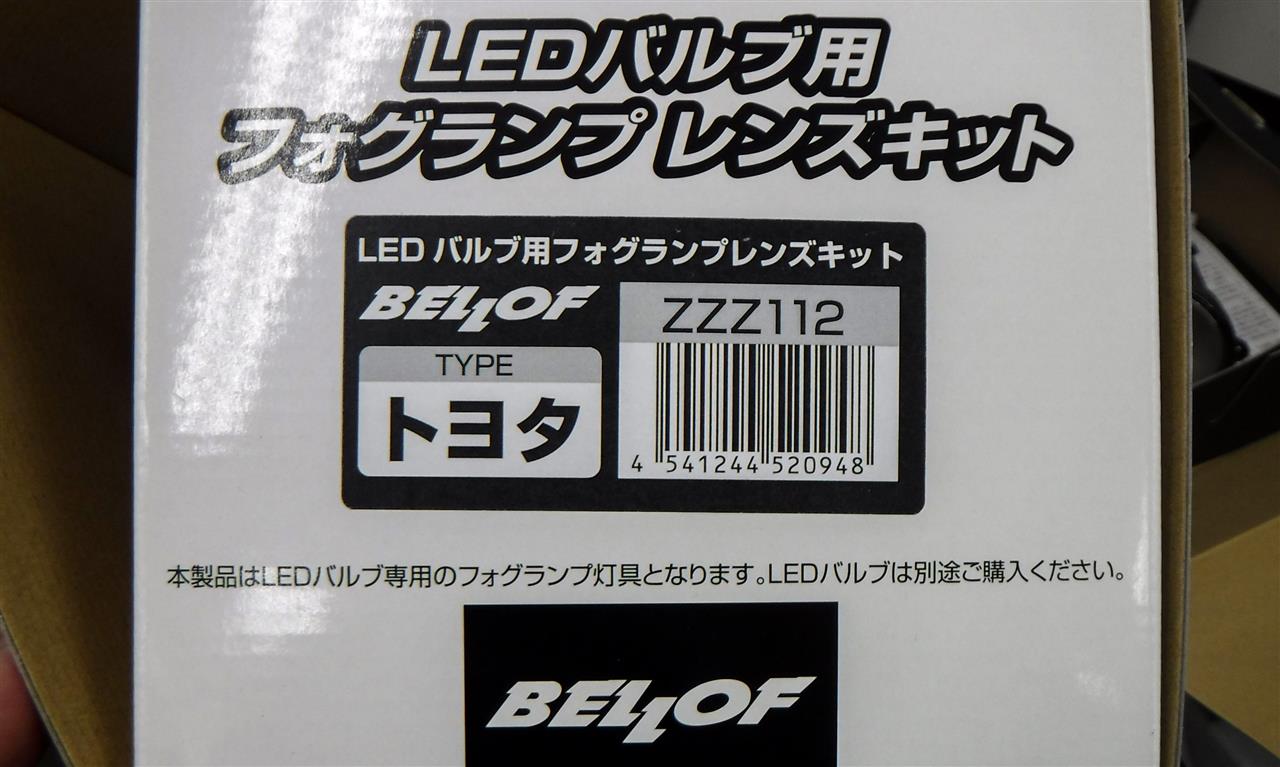 LEDバルブ用
フォグランプ レンズキット
LED バルブ用フォグランプレンズキット
BELLOF
ZZZ112
TYPE
トヨタ
4 541244 520948
本製品はLEDバルブ専用のフォグランプ灯具となります。LEDバルブは別途ご購入ください。
BELLOF